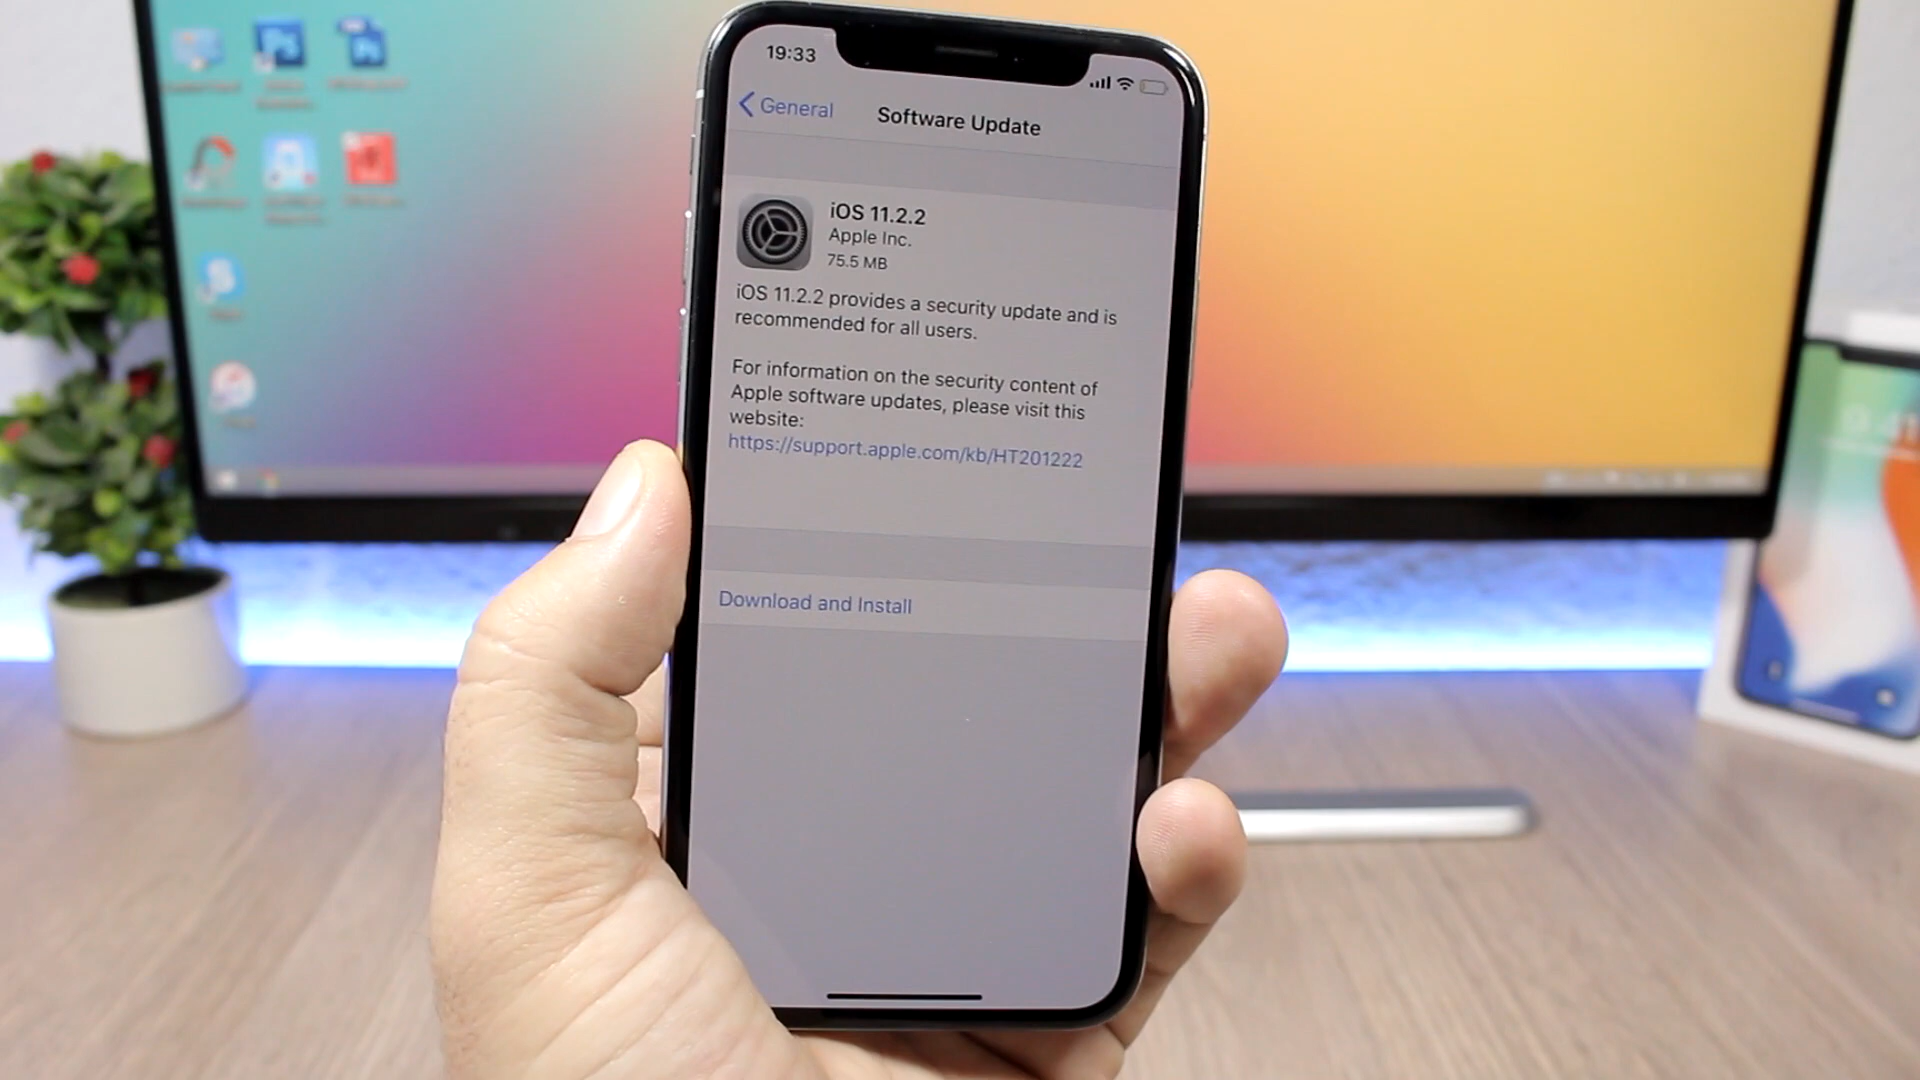 19:33
General
Software Update
iOS 11.2.2
Apple Inc.
75.5 MB
iOS 11.2.2 provides a security update and is
recommended for all users.
For information on the security content of
Apple software updates, please visit this
website:
https://support.apple.com/kb/HT201222
Download and Install
Ps